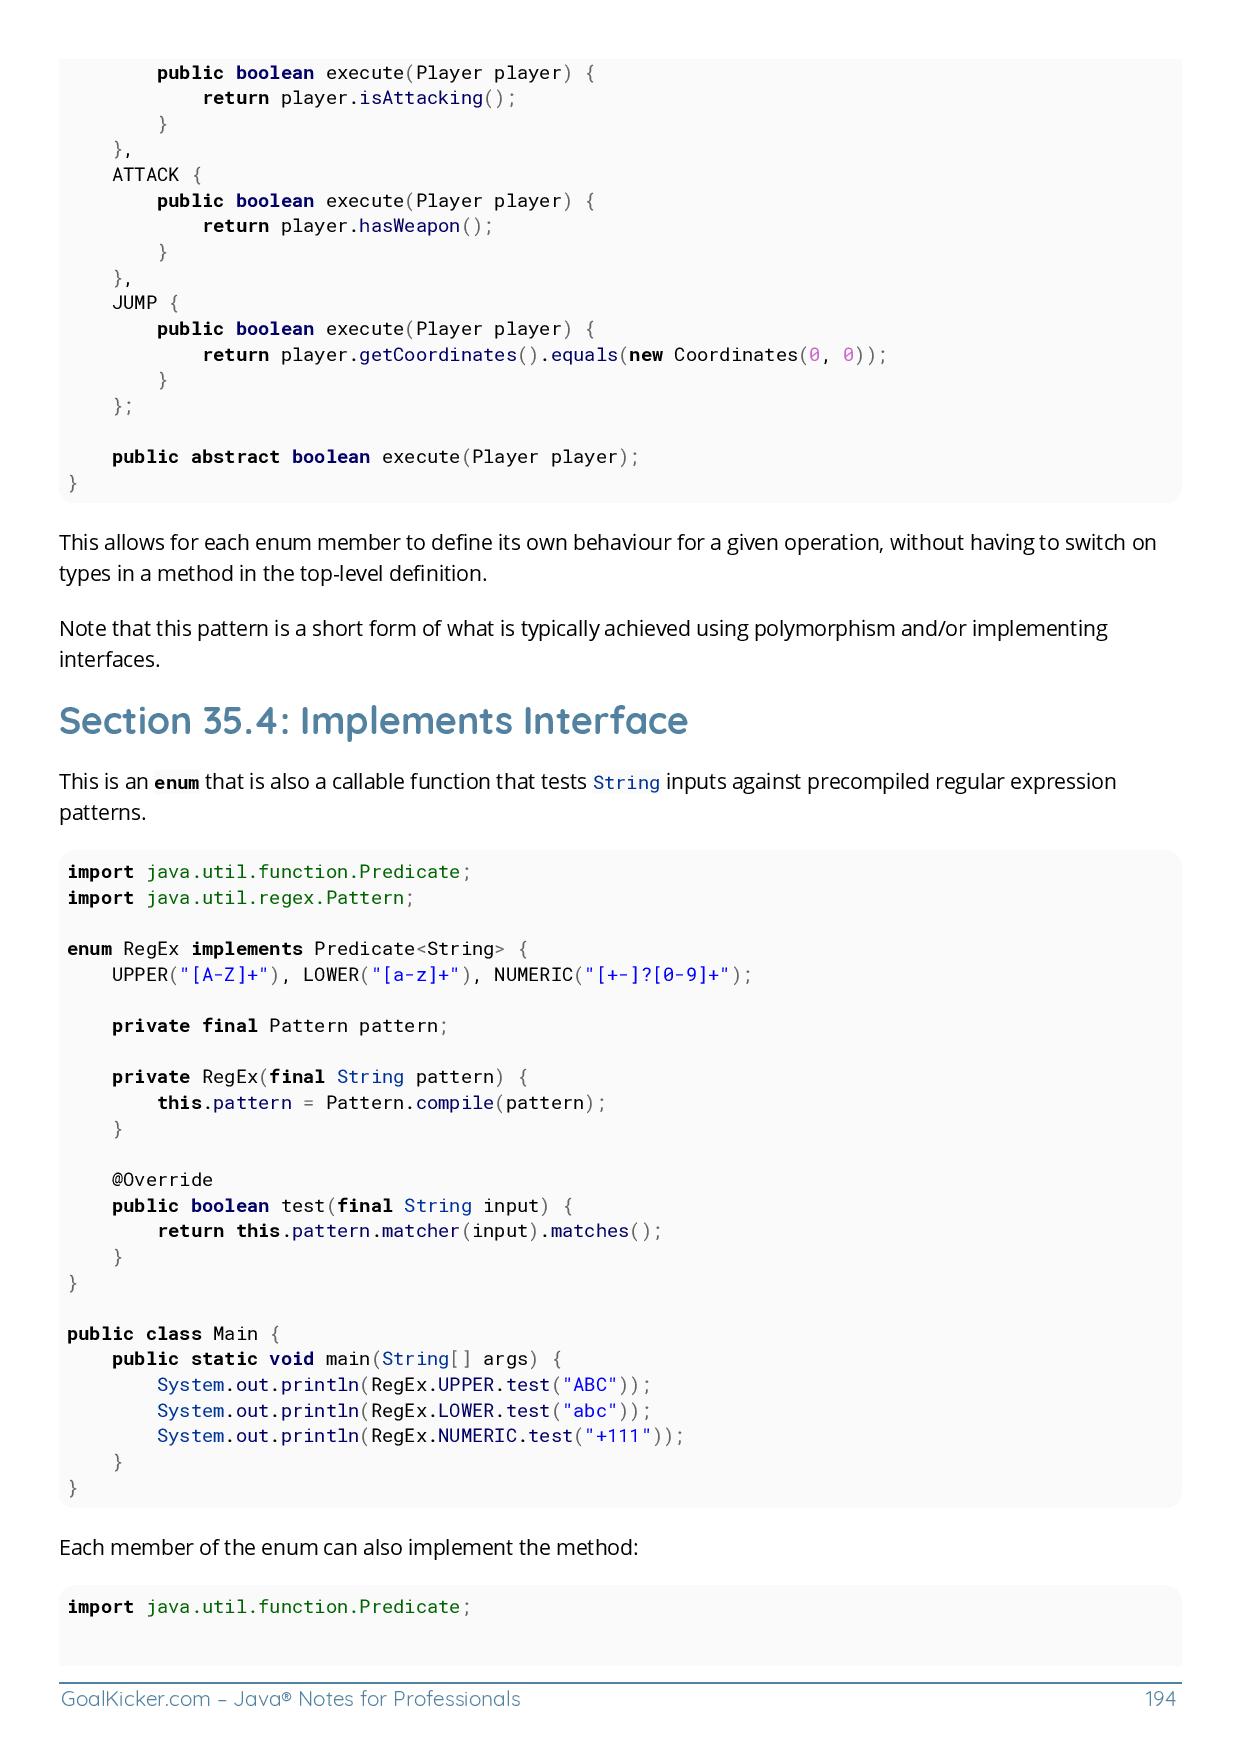 public boolean execute(Player player) {
            return player.isAttacking();
        }
    },
    ATTACK {
        public boolean execute(Player player) {
            return player.hasWeapon();
        }
    },
    JUMP {
        public boolean execute(Player player) {
            return player.getCoordinates().equals(new Coordinates(0, 0));
        }
    };

    public abstract boolean execute(Player player);
}
This allows for each enum member to define its own behaviour for a given operation, without having to switch on
types in a method in the top-level definition.
Note that this pattern is a short form of what is typically achieved using polymorphism and/or implementing
interfaces.
Section 35.4: Implements Interface
This is an enum that is also a callable function that tests String inputs against precompiled regular expression
patterns.
import java.util.function.Predicate;
import java.util.regex.Pattern;

enum RegEx implements Predicate<String> {
    UPPER("[A-Z]+"), LOWER("[a-z]+"), NUMERIC("[+-]?[0-9]+");

    private final Pattern pattern;

    private RegEx(final String pattern) {
        this.pattern = Pattern.compile(pattern);
    }

    @Override
    public boolean test(final String input) {
        return this.pattern.matcher(input).matches();
    }
}

public class Main {
    public static void main(String[] args) {
        System.out.println(RegEx.UPPER.test("ABC"));
        System.out.println(RegEx.LOWER.test("abc"));
        System.out.println(RegEx.NUMERIC.test("+111"));
    }
}
Each member of the enum can also implement the method:
import java.util.function.Predicate;
GoalKicker.com – Java® Notes for Professionals 194